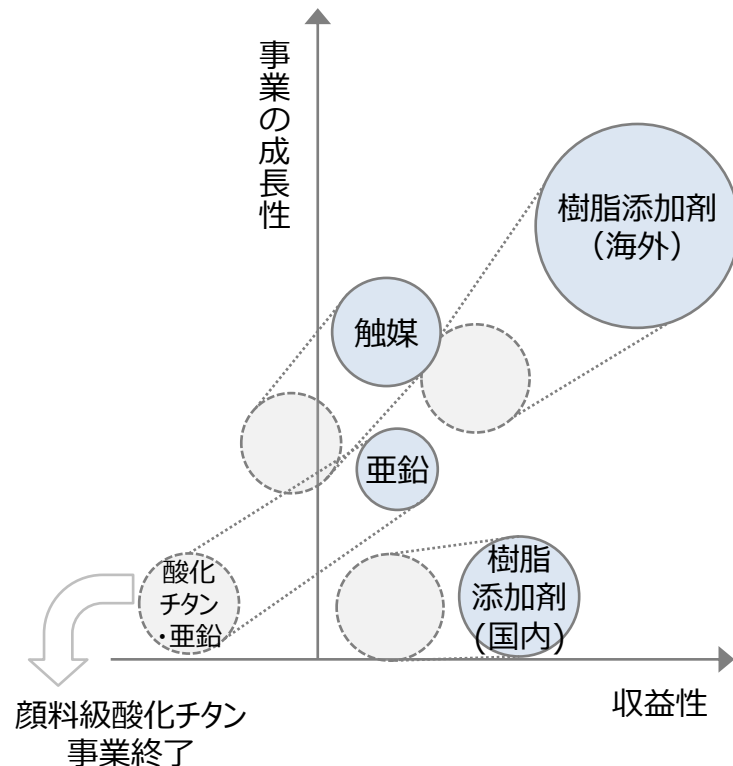 事業の成長性
樹脂添加剤
（海外）
触媒
亜鉛
酸化
チタン
・亜鉛
樹脂
添加剤
(国内)
収益性
顔料級酸化チタン
事業終了